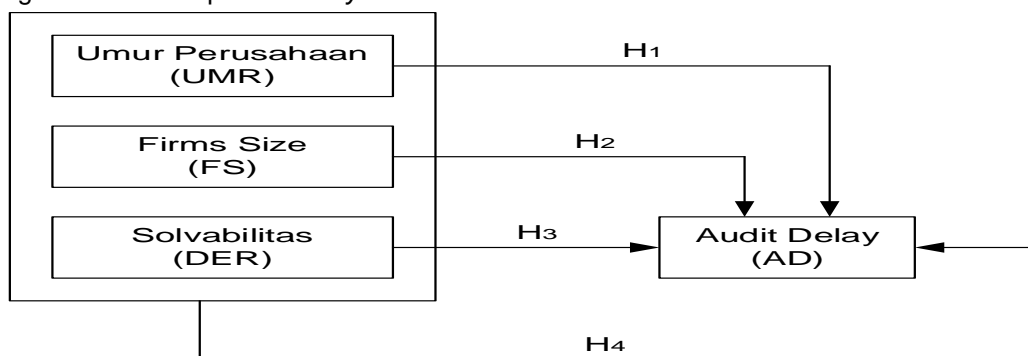 Umur Perusahaan
(UMR)
H1
Firms Size
(FS)
H2
Solvabilitas
(DER)
H3
Audit Delay
(AD)
H4